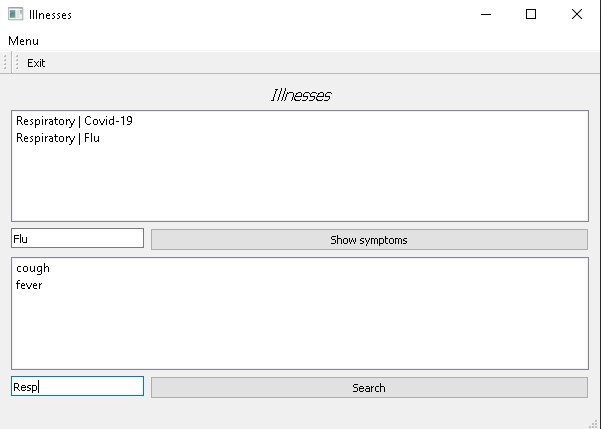 Illnesses
Menu
Exit
Illnesses
Respiratory | Covid-19
Respiratory | Flu
Flu
Show symptoms
cough
fever
Resp
Search